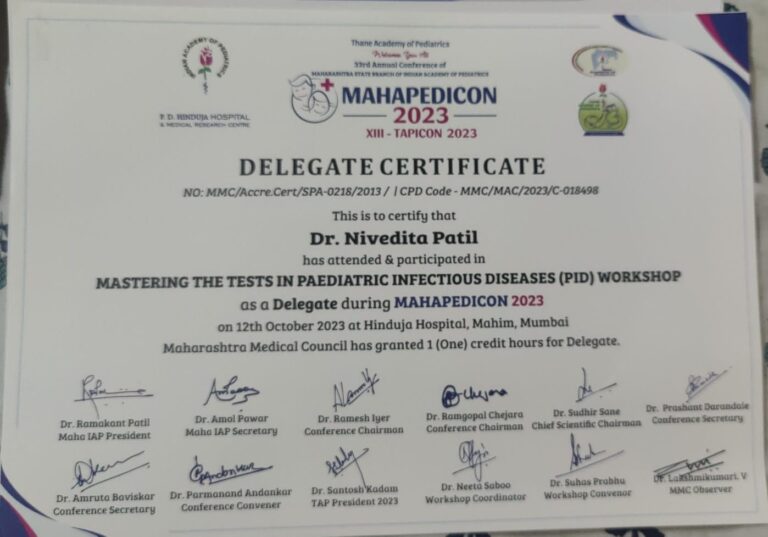 INDIAN ACADEMY OF PEDIATRICS
P. D. HINDUJA HOSPITAL
& MEDICAL RESEARCH CENTRE
Thane Academy of Pediatrics
Welcome You At
33rd Annual Conference of
MAHARASHTRA STATE BRANCH OF INDIAN ACADEMY OF PEDIATRICS
MAHAPEDICON
2023
XIII - TAPICON 2023
DELEGATE CERTIFICATE
NO: MMC/Accre.Cert/SPA-0218/2013 / | CPD Code - MMC/MAC/2023/C-018498
This is to certify that
Dr. Nivedita Patil
has attended & participated in
MASTERING THE TESTS IN PAEDIATRIC INFECTIOUS DISEASES (PID) WORKSHOP
as a Delegate during MAHAPEDICON 2023
on 12th October 2023 at Hinduja Hospital, Mahim, Mumbai
Maharashtra Medical Council has granted 1 (One) credit hours for Delegate.
Dr. Ramakant Patil
Maha IAP President
Dr. Amol Pawar
Maha IAP Secretary
Dr. Ramesh Iyer
Conference Chairman
Dr. Ramgopal Chejara
Conference Chairman
Dr. Sudhir Sane
Chief Scientific Chairman
Dr. Prashant Darandale
Conference Secretary
Dr. Amruta Baviskar
Conference Secretary
Dr. Parmanand Andankar
Conference Convener
Dr. Santosh Kadam
TAP President 2023
Dr. Neeta Saboo
Workshop Coordinator
Dr. Suhas Prabhu
Workshop Convenor
Dr. Lakshmikumari. V
MMC Observer